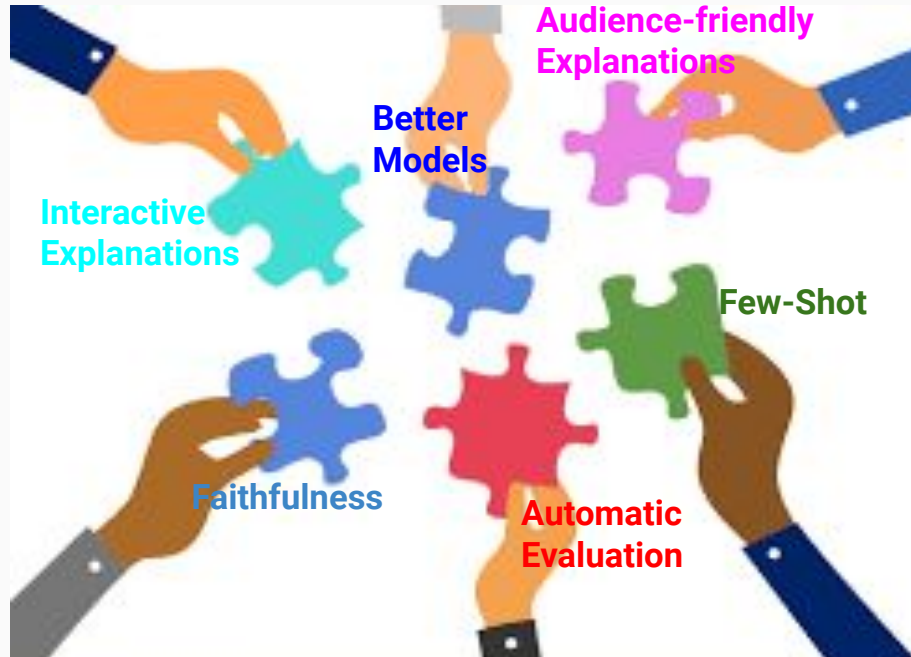 Audience-friendly
Explanations
Better
Models
Interactive
Explanations
Few-Shot
Faithfulness
Automatic
Evaluation